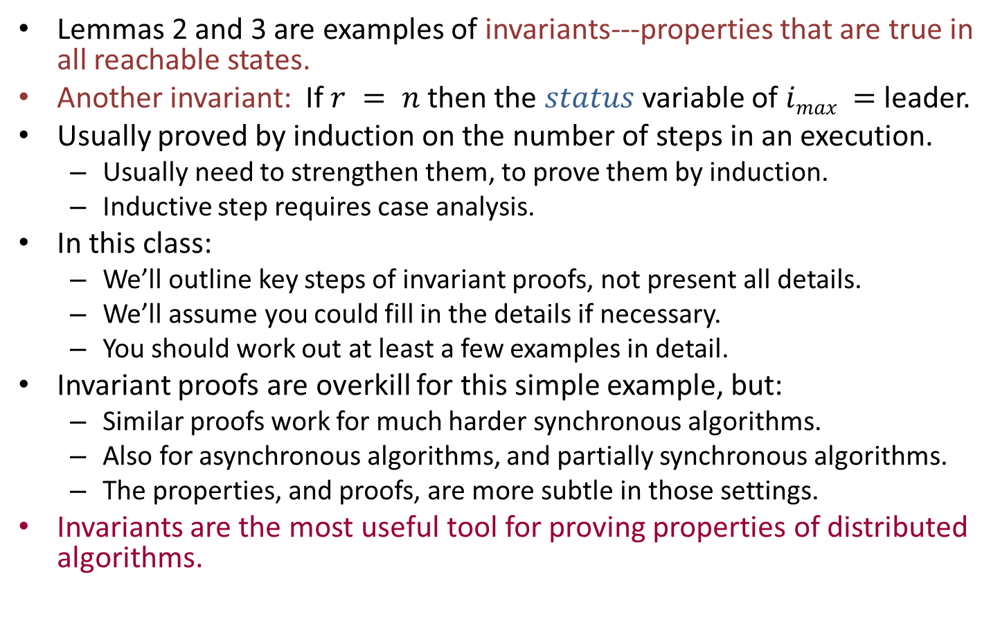 • Lemmas 2 and 3 are examples of invariants---properties that are true in
all reachable states.
• Another invariant: If r = n then the status variable of i_max = leader.
• Usually proved by induction on the number of steps in an execution.
– Usually need to strengthen them, to prove them by induction.
– Inductive step requires case analysis.
• In this class:
– We’ll outline key steps of invariant proofs, not present all details.
– We’ll assume you could fill in the details if necessary.
– You should work out at least a few examples in detail.
• Invariant proofs are overkill for this simple example, but:
– Similar proofs work for much harder synchronous algorithms.
– Also for asynchronous algorithms, and partially synchronous algorithms.
– The properties, and proofs, are more subtle in those settings.
• Invariants are the most useful tool for proving properties of distributed
algorithms.